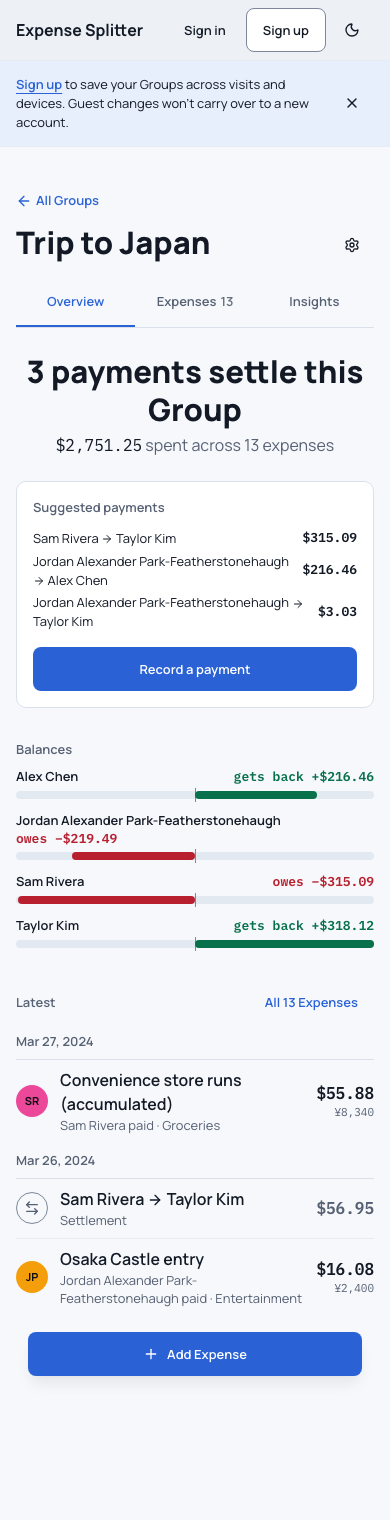 Expense Splitter
Sign in
Sign up
Sign up to save your Groups across visits and
devices. Guest changes won't carry over to a new
account.
← All Groups
Trip to Japan
Overview
Expenses 13
Insights
3 payments settle this
Group
$2,751.25 spent across 13 expenses
Suggested payments
Sam Rivera → Taylor Kim
$315.09
Jordan Alexander Park-Featherstonehaugh
→ Alex Chen
$216.46
Jordan Alexander Park-Featherstonehaugh →
Taylor Kim
$3.03
Record a payment
Balances
Alex Chen
gets back +$216.46
Jordan Alexander Park-Featherstonehaugh
owes −$219.49
Sam Rivera
owes −$315.09
Taylor Kim
gets back +$318.12
Latest
All 13 Expenses
Mar 27, 2024
SR
Convenience store runs
(accumulated)
Sam Rivera paid · Groceries
$55.88
¥8,340
Mar 26, 2024
Sam Rivera → Taylor Kim
Settlement
$56.95
JP
Osaka Castle entry
Jordan Alexander Park-
Featherstonehaugh paid · Entertainment
$16.08
¥2,400
+ Add Expense